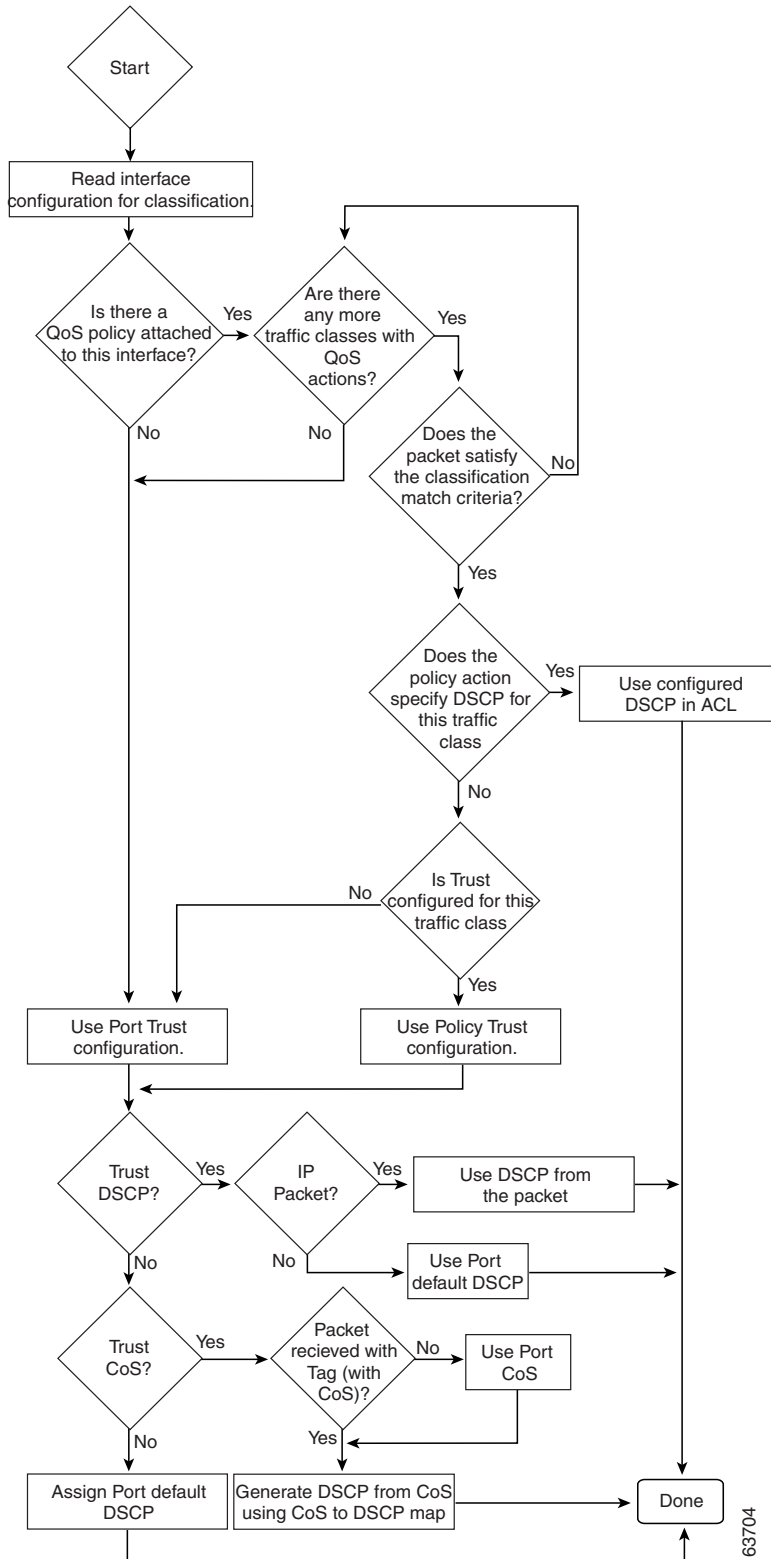 Start
Read interface
configuration for classification.
Is there a
QoS policy attached
to this interface?
Yes
No
Are there
any more
traffic classes with
QoS
actions?
Yes
No
Does the
packet satisfy
the classification
match criteria?
No
Yes
Does the
policy action
specify DSCP for
this traffic
class
Yes
Use configured
DSCP in ACL
No
Is Trust
configured for this
traffic class
No
Yes
Use Port Trust
configuration.
Use Policy Trust
configuration.
Trust
DSCP?
Yes
IP
Packet?
Yes
Use DSCP from
the packet
No
No
Use Port
default DSCP
Trust
CoS?
Yes
Packet
recieved with
Tag (with
CoS)?
No
Use Port
CoS
No
Yes
Assign Port default
DSCP
Generate DSCP from CoS
using CoS to DSCP map
Done
63704